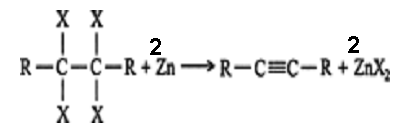 X X
R—C—C—R + 2Zn ⟶ R—C≡C—R + 2ZnX₂
X X